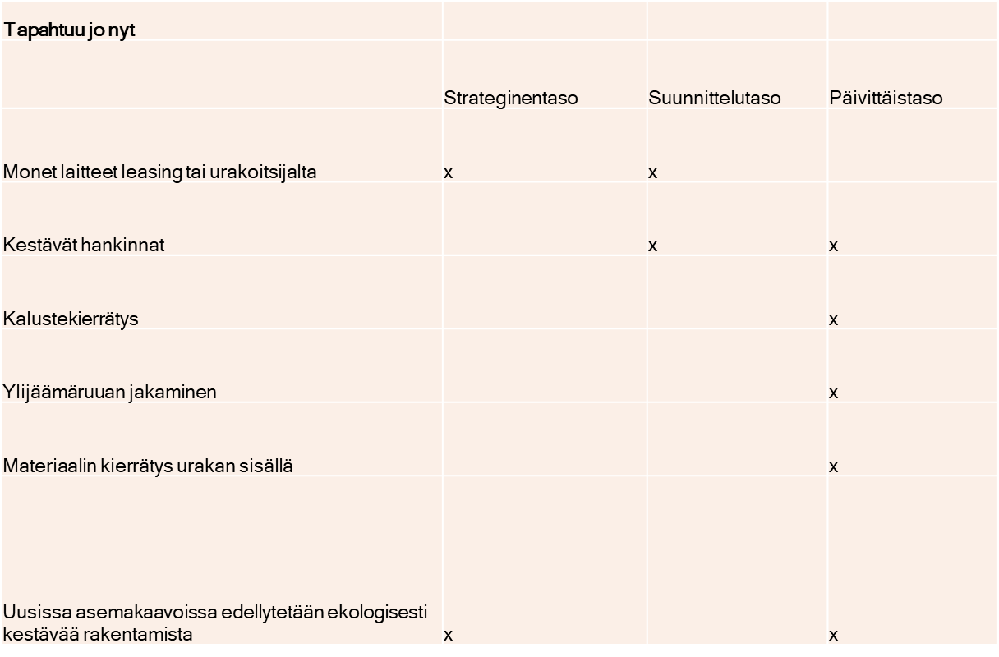 Tapahtuu jo nyt
Strateginentaso Suunnittelutaso Päivittäistaso
Monet laitteet leasing tai urakoitsijalta x x
Kestävät hankinnat x x
Kalustekierrätys x
Ylijäämäruuan jakaminen x
Materiaalin kierrätys urakan sisällä x
Uusissa asemakaavoissa edellytetään ekologisesti
kestävää rakentamista x x